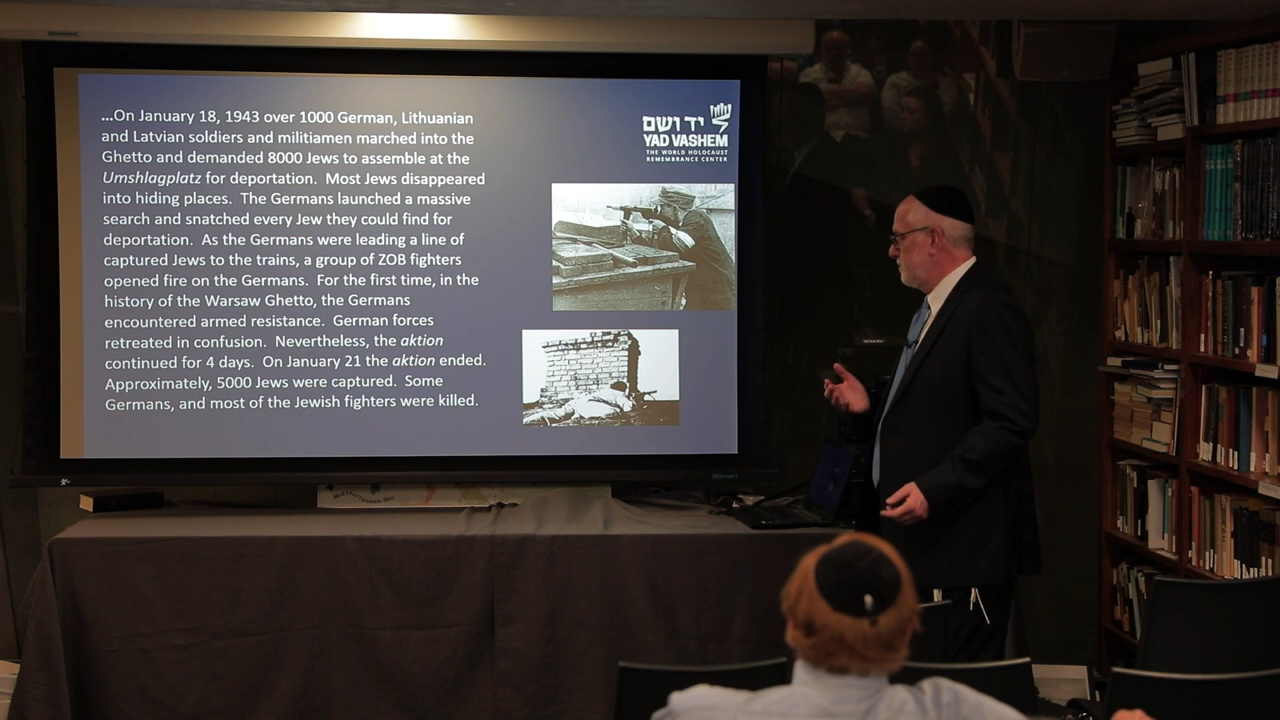 ...On January 18, 1943 over 1000 German, Lithuanian
and Latvian soldiers and militiamen marched into the
Ghetto and demanded 8000 Jews to assemble at the
Umshlagplatz for deportation. Most Jews disappeared
into hiding places. The Germans launched a massive
search and snatched every Jew they could find for
deportation. As the Germans were leading a line of
captured Jews to the trains, a group of ZOB fighters
opened fire on the Germans. For the first time, in the
history of the Warsaw Ghetto, the Germans
encountered armed resistance. German forces
retreated in confusion. Nevertheless, the aktion
continued for 4 days. On January 21 the aktion ended.
Approximately, 5000 Jews were captured. Some
Germans, and most of the Jewish fighters were killed.
יד ושם
YAD VASHEM
THE WORLD HOLOCAUST
REMEMBRANCE CENTER
Stewart
Mediterranean Sea